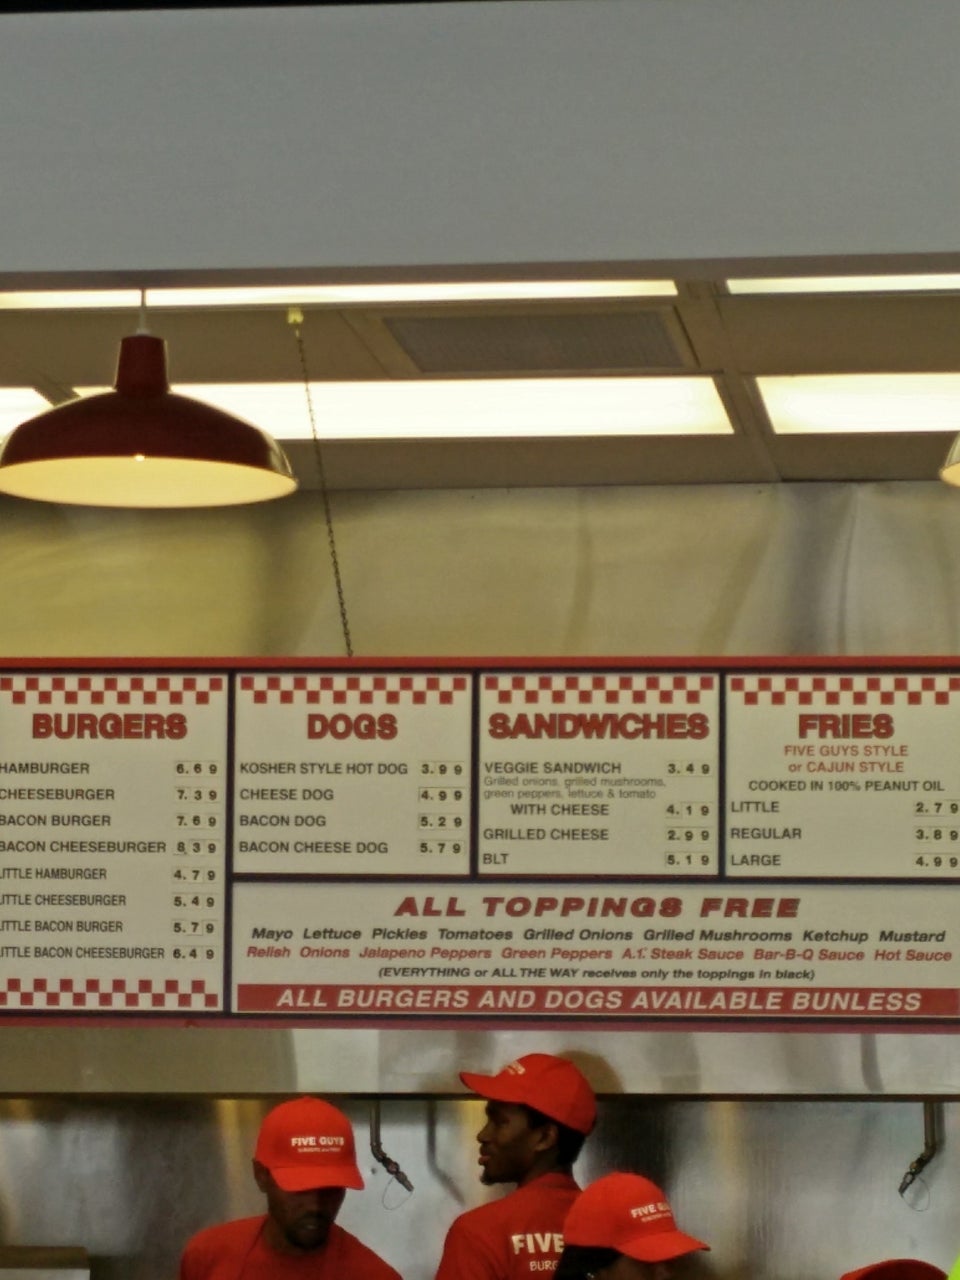 BURGERS
HAMBURGER 6.69
CHEESEBURGER 7.39
BACON BURGER 7.69
BACON CHEESEBURGER 8.39
LITTLE HAMBURGER 4.79
LITTLE CHEESEBURGER 5.49
LITTLE BACON BURGER 5.79
LITTLE BACON CHEESEBURGER 6.49
DOGS
KOSHER STYLE HOT DOG 3.99
CHEESE DOG 4.99
BACON DOG 5.29
BACON CHEESE DOG 5.79
SANDWICHES
VEGGIE SANDWICH 3.49
Grilled onions, grilled mushrooms,
green peppers, lettuce & tomato
WITH CHEESE 4.19
GRILLED CHEESE 2.99
BLT 5.19
FRIES
FIVE GUYS STYLE
or CAJUN STYLE
COOKED IN 100% PEANUT OIL
LITTLE 2.79
REGULAR 3.89
LARGE 4.99
ALL TOPPINGS FREE
Mayo Lettuce Pickles Tomatoes Grilled Onions Grilled Mushrooms Ketchup Mustard
Relish Onions Jalapeno Peppers Green Peppers A.1. Steak Sauce Bar-B-Q Sauce Hot Sauce
(EVERYTHING or ALL THE WAY receives only the toppings in black)
ALL BURGERS AND DOGS AVAILABLE BUNLESS
FIVE GUYS
FIVE
BURG
FIVE